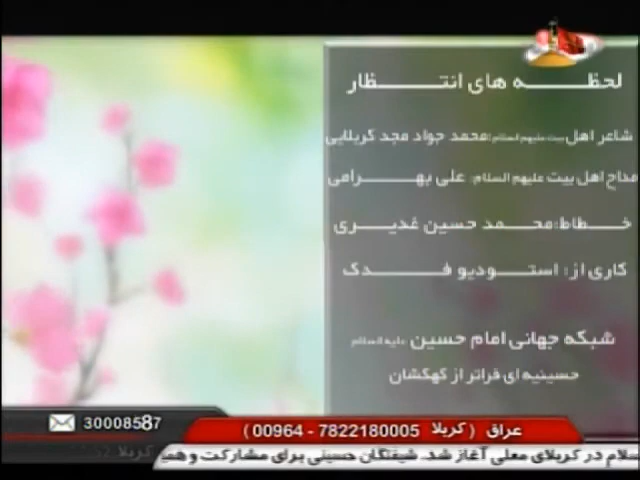 لحظه های انتظار
شاعر اهل بیت علیهم السلام: محمد جواد مجد کربلایی
مداح اهل بیت علیهم السلام: علی بهرامی
خطاط: محمد حسین غدیری
کاری از: استودیو فدک
شبکه جهانی امام حسین علیه السلام
حسینیه ای فراتر از کهکشان
30008587
عراق (کربلا 7822180005 - 00964)
سلام در کربلای معلی آغاز شد. شیفتگان حسینی برای مشارکت و